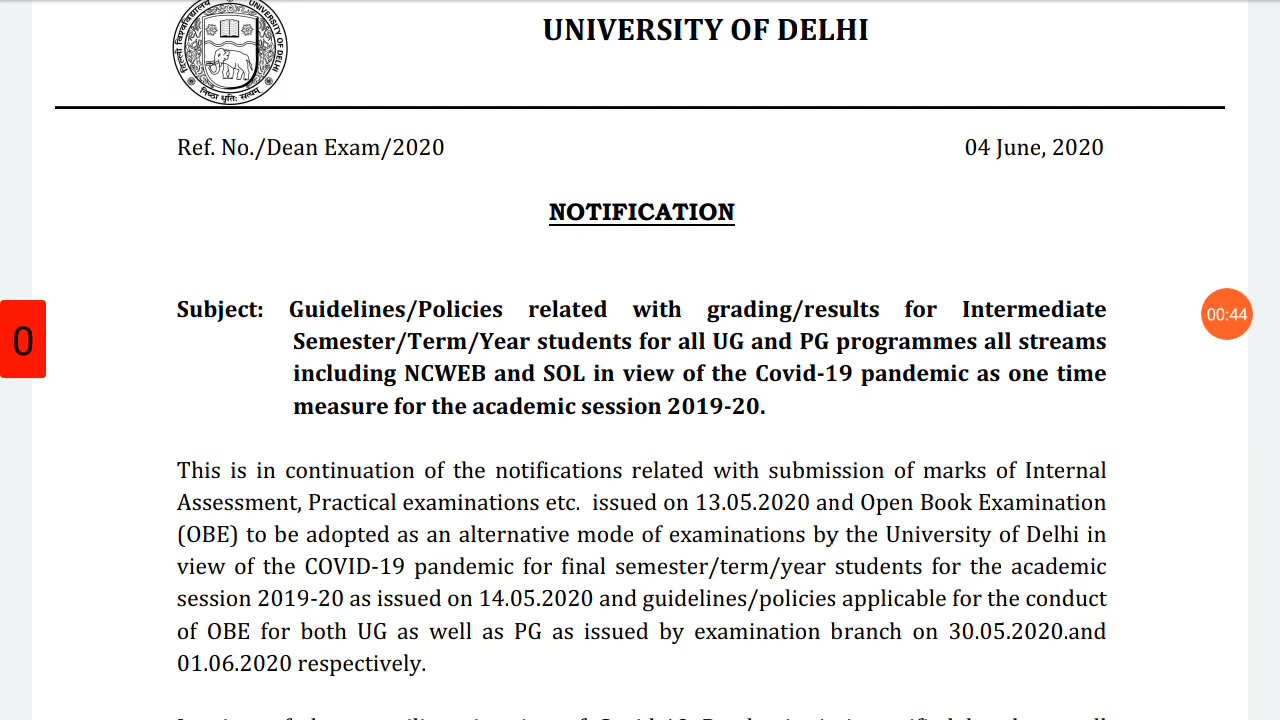 दिल्ली विश्वविद्यालय UNIVERSITY OF DELHI
निष्ठा धृतिः सत्यम्
UNIVERSITY OF DELHI
Ref. No./Dean Exam/2020 04 June, 2020
NOTIFICATION
Subject: Guidelines/Policies related with grading/results for Intermediate
Semester/Term/Year students for all UG and PG programmes all streams
including NCWEB and SOL in view of the Covid-19 pandemic as one time
measure for the academic session 2019-20.
0
00:44
This is in continuation of the notifications related with submission of marks of Internal
Assessment, Practical examinations etc. issued on 13.05.2020 and Open Book Examination
(OBE) to be adopted as an alternative mode of examinations by the University of Delhi in
view of the COVID-19 pandemic for final semester/term/year students for the academic
session 2019-20 as issued on 14.05.2020 and guidelines/policies applicable for the conduct
of OBE for both UG as well as PG as issued by examination branch on 30.05.2020.and
01.06.2020 respectively.